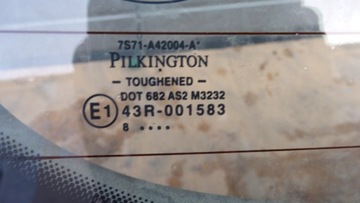 7S71-A42004-A*
PILKINGTON
- TOUGHENED -
DOT 682 AS2 M3232
E1 43R-001583
8 ••••